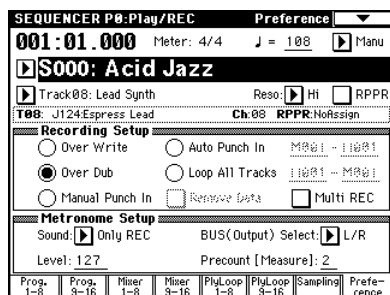 SEQUENCER P0:Play/REC Preference
001:01.000 Meter: 4/4 ♩ = 108 Manu
S000: Acid Jazz
Track08: Lead Synth Reso: Hi RPPR
T08: J124:Espress Lead Ch:08 RPPR:NoAssign
Recording Setup
Over Write Auto Punch In M001 - M001
Over Dub Loop All Tracks M001 - M001
Manual Punch In Remove Data Multi REC
Metronome Setup
Sound: Only REC BUS(Output) Select: L/R
Level: 127 Precount [Measure]: 2
Prog. 1-8 Prog. 9-16 Mixer 1-8 Mixer 9-16 PlyLoop 1-8 PlyLoop 9-16 Sampling Prefe-rence